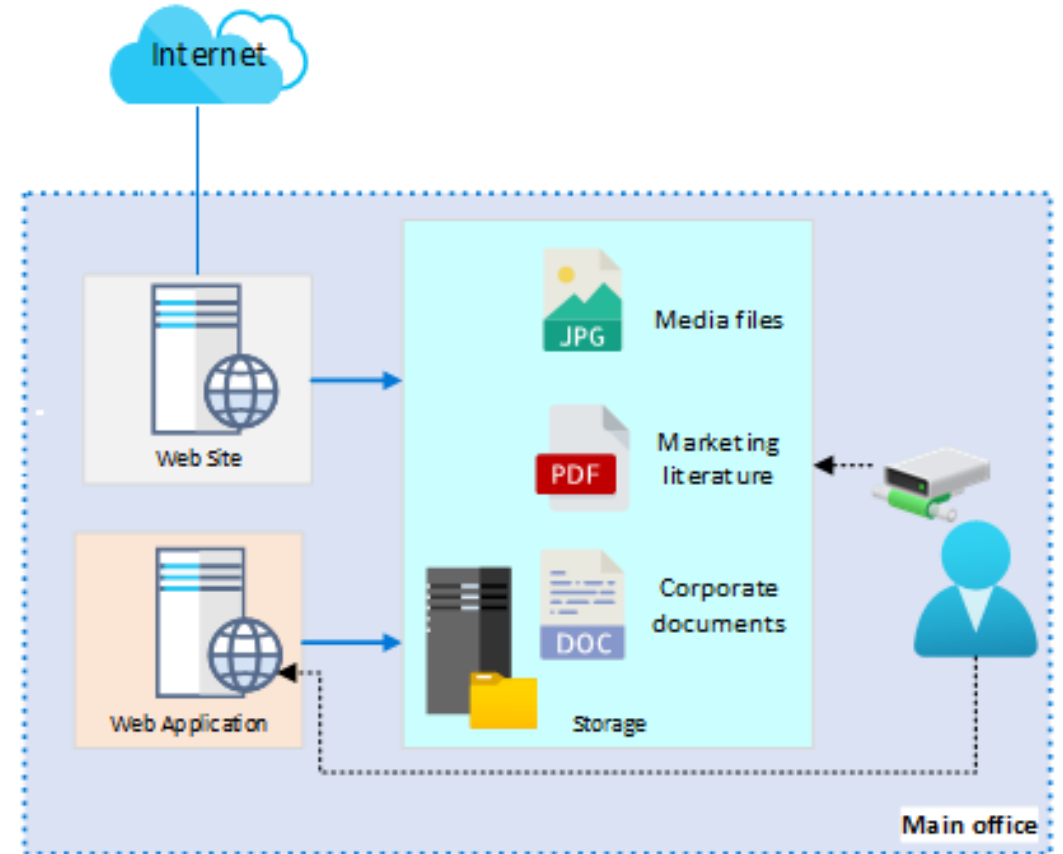 Internet
JPG
Media files
Web Site
PDF
Marketing
literature
DOC
Corporate
documents
Web Application
Storage
Main office